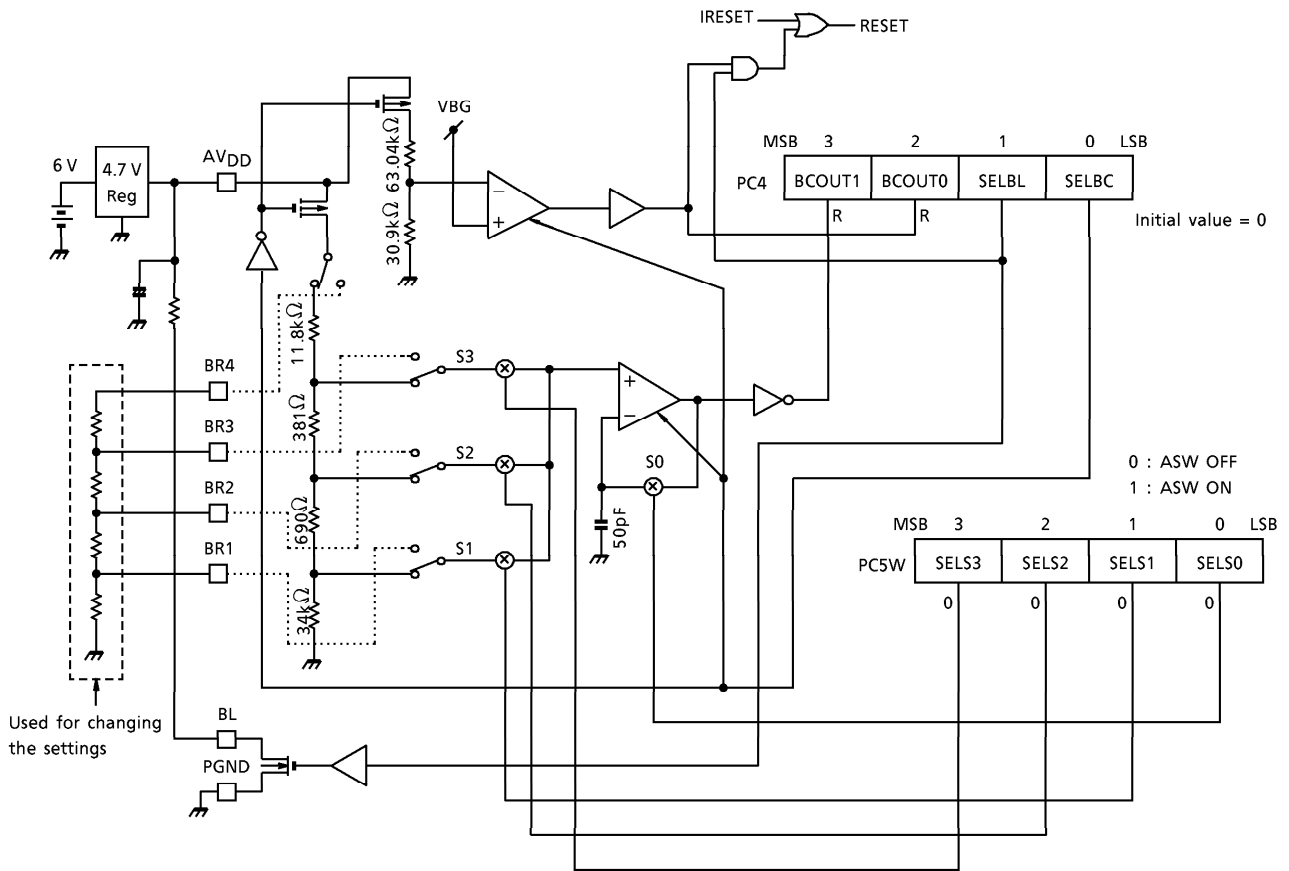 IRESET
RESET
VBG
MSB 3 2 1 0 LSB
PC4 BCOUT1 BCOUT0 SELBL SELBC
R R
Initial value = 0
6 V
4.7 V
Reg
AVDD
63.04kΩ
30.9kΩ
11.8kΩ
381Ω
690Ω
34kΩ
BR4
BR3
BR2
BR1
S3
S2
S1
S0
50pF
0 : ASW OFF
1 : ASW ON
MSB 3 2 1 0 LSB
PC5W SELS3 SELS2 SELS1 SELS0
0 0 0 0
Used for changing
the settings
BL
PGND